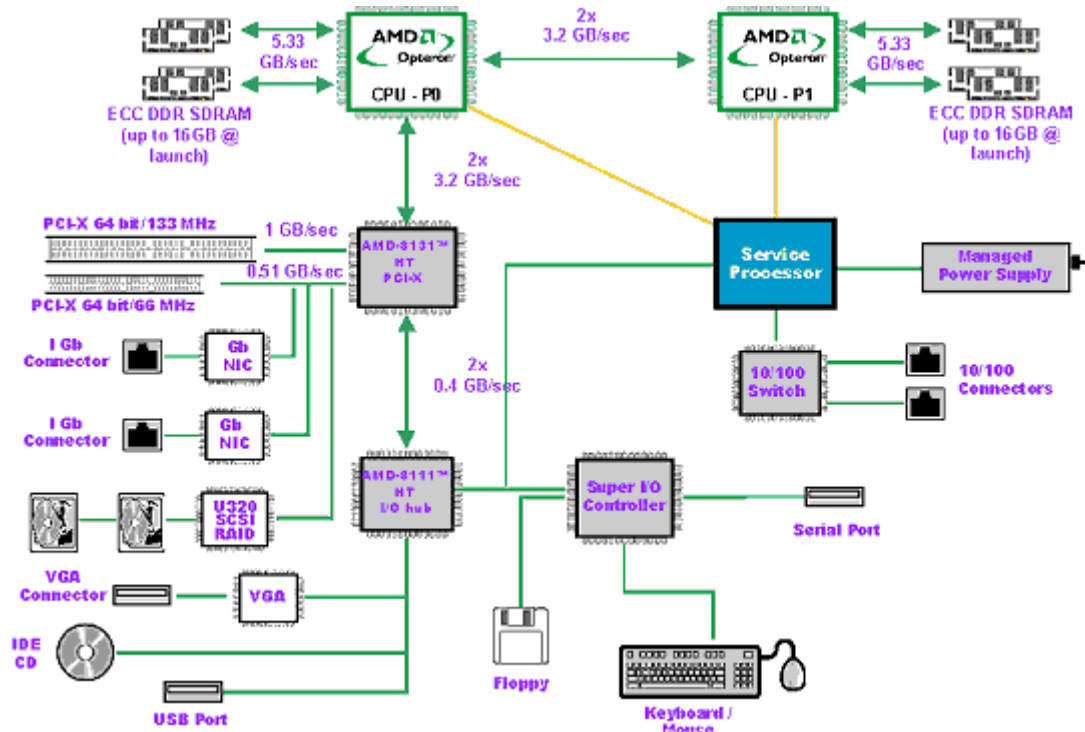 5.33
GB/sec
ECC DDR SDRAM
(up to 16GB @
launch)
AMD
Opteron
CPU - P0
2x
3.2 GB/sec
AMD
Opteron
CPU - P1
5.33
GB/sec
ECC DDR SDRAM
(up to 16GB @
launch)
2x
3.2 GB/sec
PCI-X 64 bit/133 MHz
1 GB/sec
0.51 GB/sec
PCI-X 64 bit/66 MHz
AMD-8131™
HT
PCI-X
Service
Processor
Managed
Power Supply
1 Gb
Connector
Gb
NIC
2x
0.4 GB/sec
10/100
Switch
10/100
Connectors
1 Gb
Connector
Gb
NIC
AMD-8111™
HT
I/O hub
Super I/O
Controller
Serial Port
U320
SCSI
RAID
VGA
Connector
VGA
IDE
CD
USB Port
Floppy
Keyboard /
Mouse